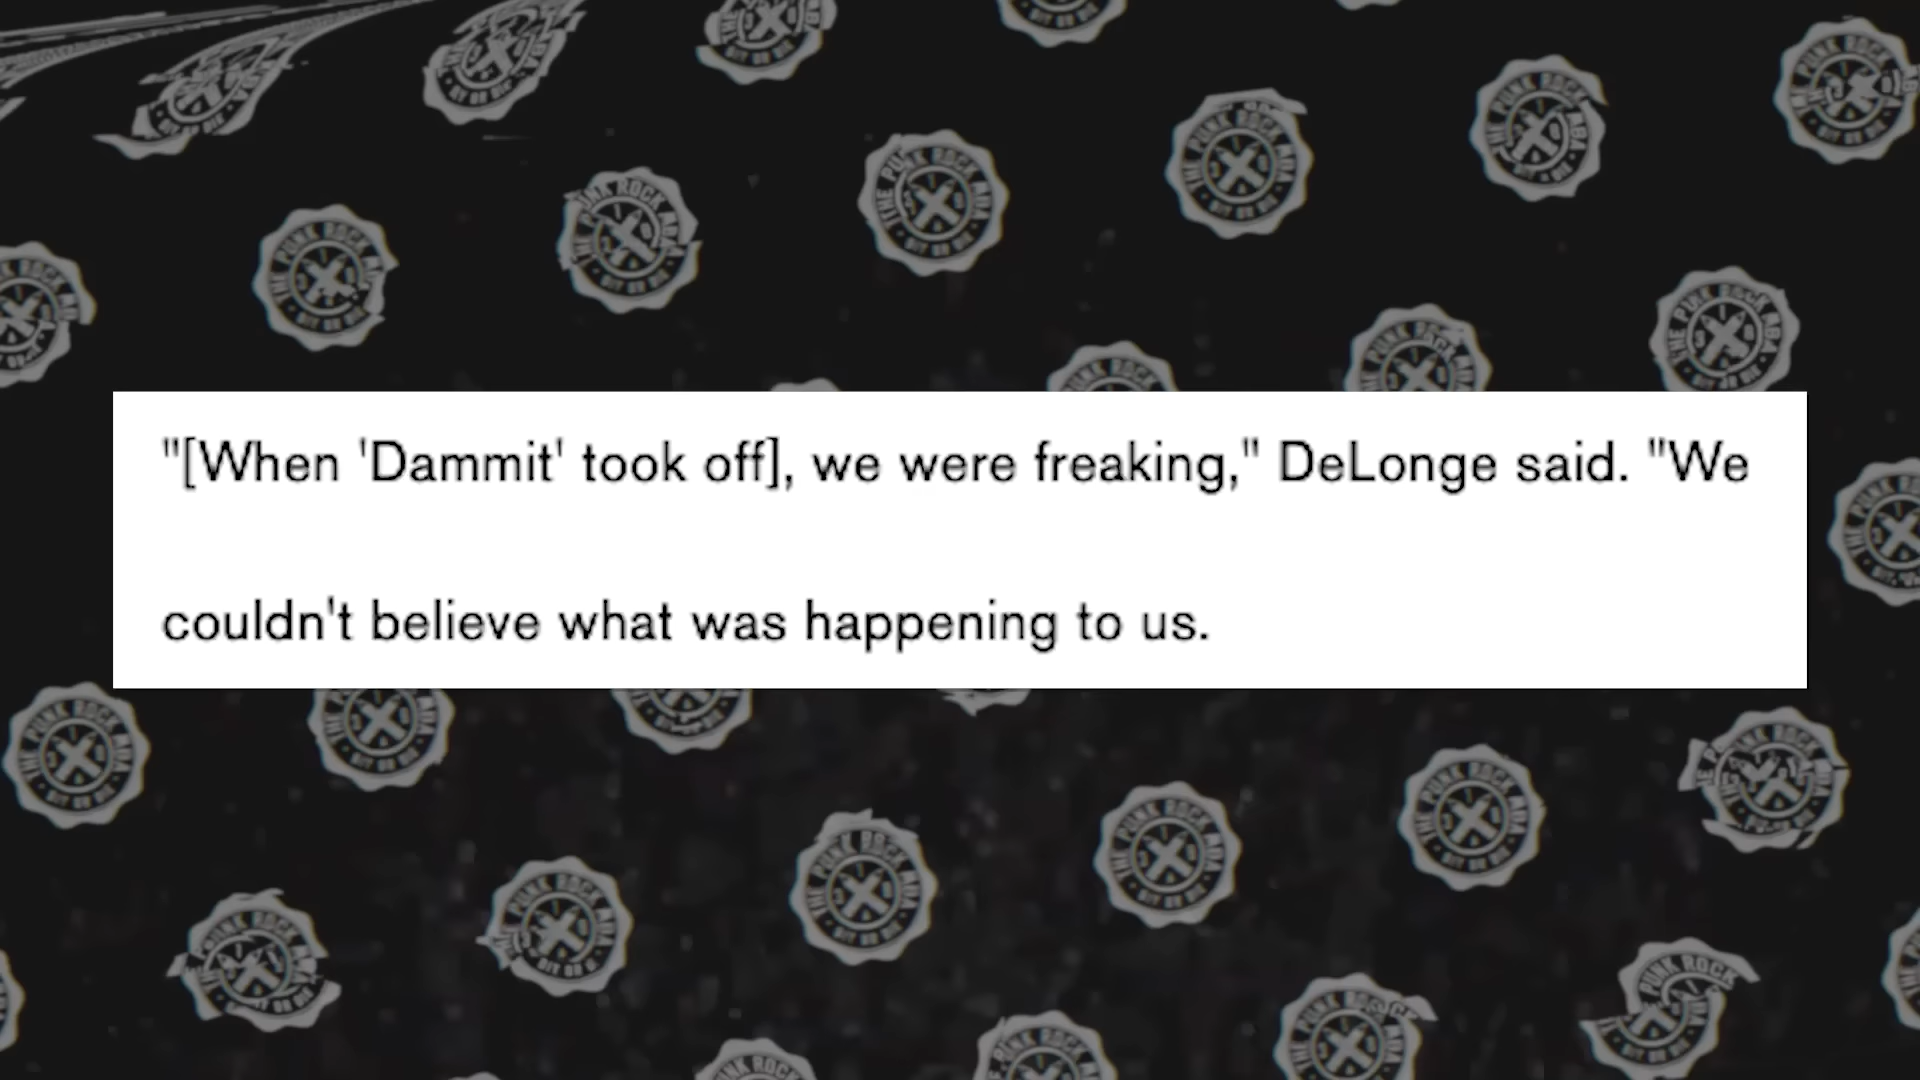 "[When 'Dammit' took off], we were freaking," DeLonge said. "We
couldn't believe what was happening to us.